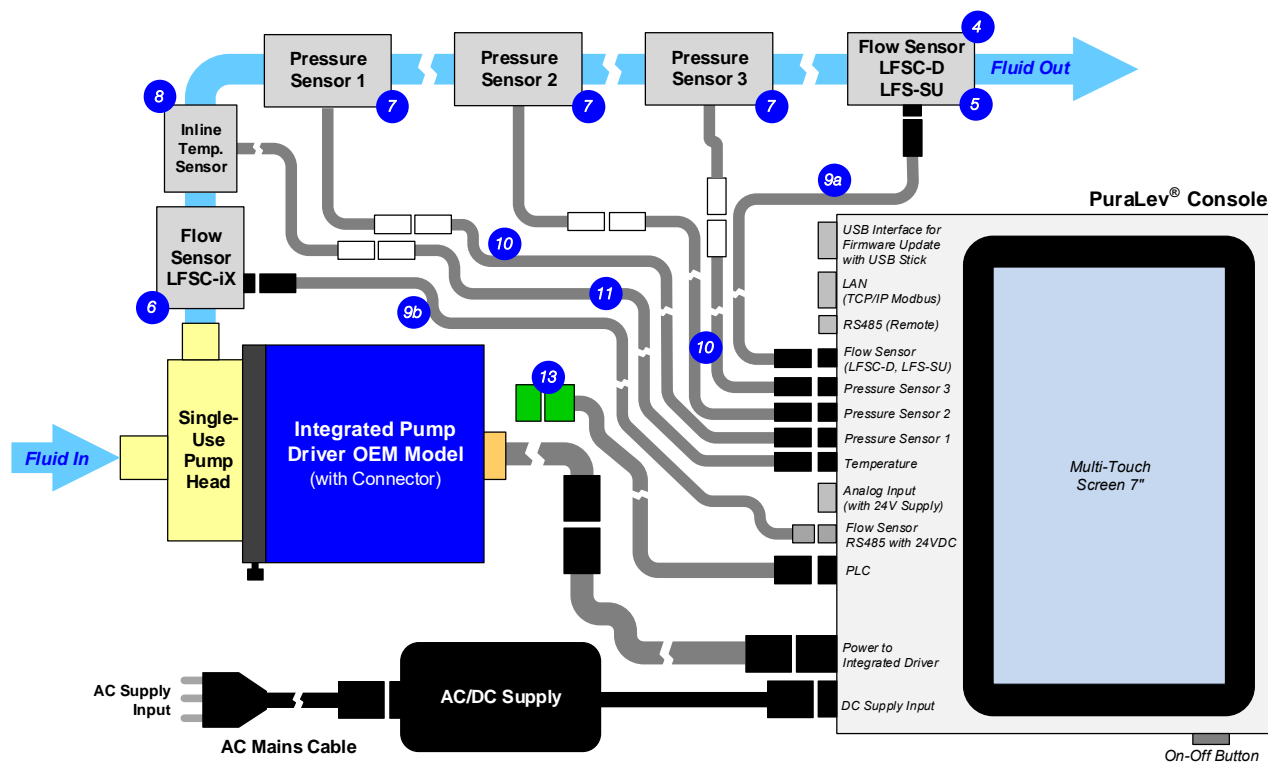 4
Flow Sensor
LFSC-D
LFS-SU
5
Fluid Out
Pressure
Sensor 1
7
Pressure
Sensor 2
7
Pressure
Sensor 3
7
8
Inline
Temp.
Sensor
9a
PuraLev® Console
Flow
Sensor
LFSC-iX
6
10
11
9b
10
13
USB Interface for
Firmware Update
with USB Stick
LAN
(TCP/IP Modbus)
RS485 (Remote)
Flow Sensor
(LFSC-D, LFS-SU)
Pressure Sensor 3
Pressure Sensor 2
Pressure Sensor 1
Temperature
Analog Input
(with 24V Supply)
Flow Sensor
RS485 with 24VDC
PLC
Power to
Integrated Driver
DC Supply Input
Multi-Touch
Screen 7"
On-Off Button
Fluid In
Single-
Use
Pump
Head
Integrated Pump
Driver OEM Model
(with Connector)
AC Supply
Input
AC Mains Cable
AC/DC Supply